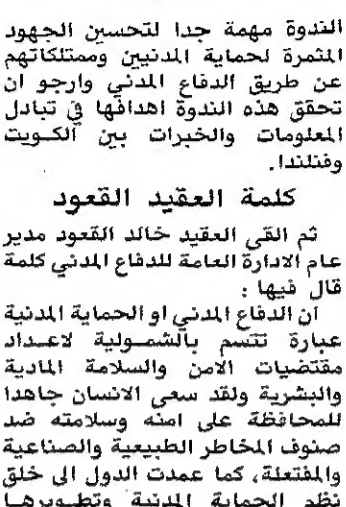 الندوة مهمة جدا لتحسين الجهود
المثمرة لحماية المدنيين وممتلكاتهم
عن طريق الدفاع المدني وارجو ان
تحقق هذه الندوة اهدافها في تبادل
المعلومات والخبرات بين الكويت
وفنلندا.
كلمة العقيد القعود
ثم القى العقيد خالد القعود مدير
عام الادارة العامة للدفاع المدني كلمة
قال فيها :
ان الدفاع المدني او الحماية المدنية
عبارة تتسم بالشمولية لاعداد
مقتضيات الامن والسلامة المادية
والبشرية ولقد سعى الانسان جاهدا
للمحافظة على امنه وسلامته ضد
صنوف المخاطر الطبيعية والصناعية
والمفتعلة، كما عمدت الدول الى خلق
نظم الحماية المدنية وتطويرها